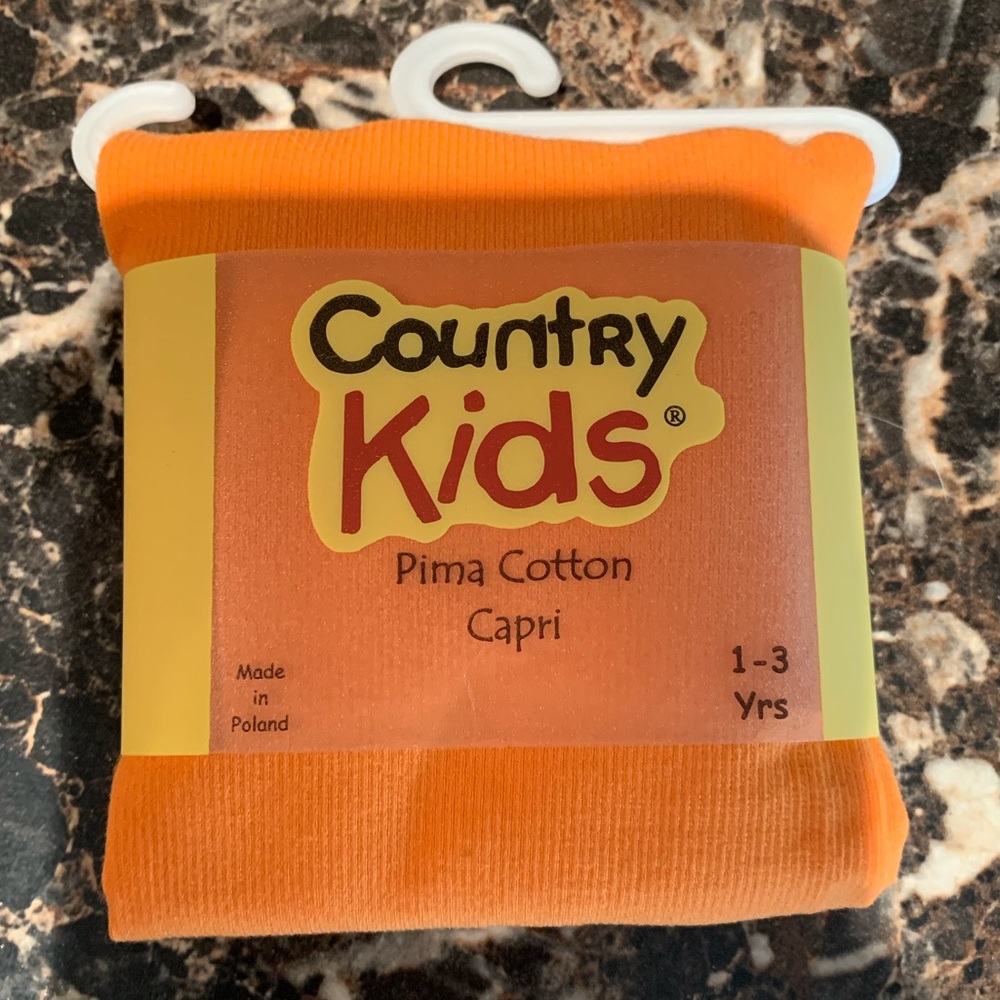 Country
Kids®
Pima Cotton
Capri
Made
in
Poland
1-3
Yrs